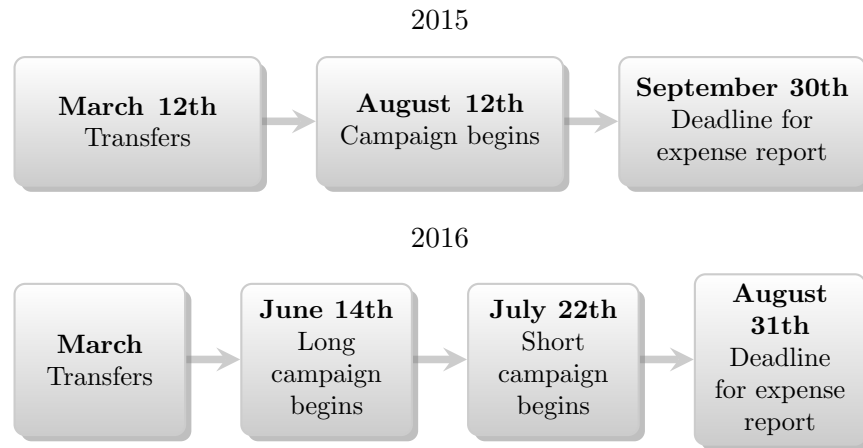 2015
March 12th
Transfers
August 12th
Campaign begins
September 30th
Deadline for
expense report
2016
March
Transfers
June 14th
Long
campaign
begins
July 22th
Short
campaign
begins
August
31th
Deadline
for expense
report